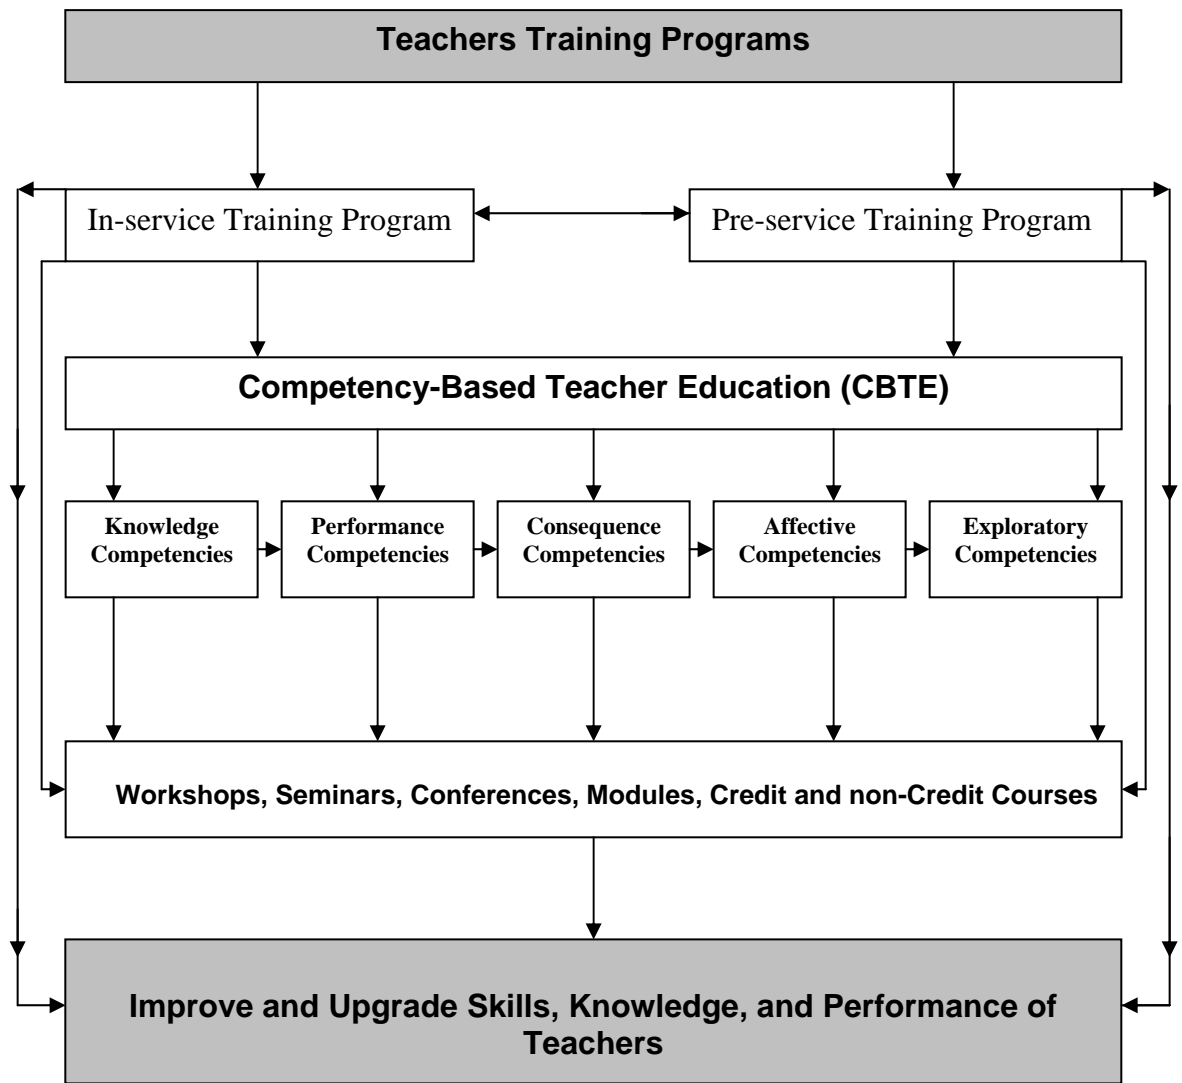 Teachers Training Programs
In-service Training Program
Pre-service Training Program
Competency-Based Teacher Education (CBTE)
Knowledge
Competencies
Performance
Competencies
Consequence
Competencies
Affective
Competencies
Exploratory
Competencies
Workshops, Seminars, Conferences, Modules, Credit and non-Credit Courses
Improve and Upgrade Skills, Knowledge, and Performance of
Teachers